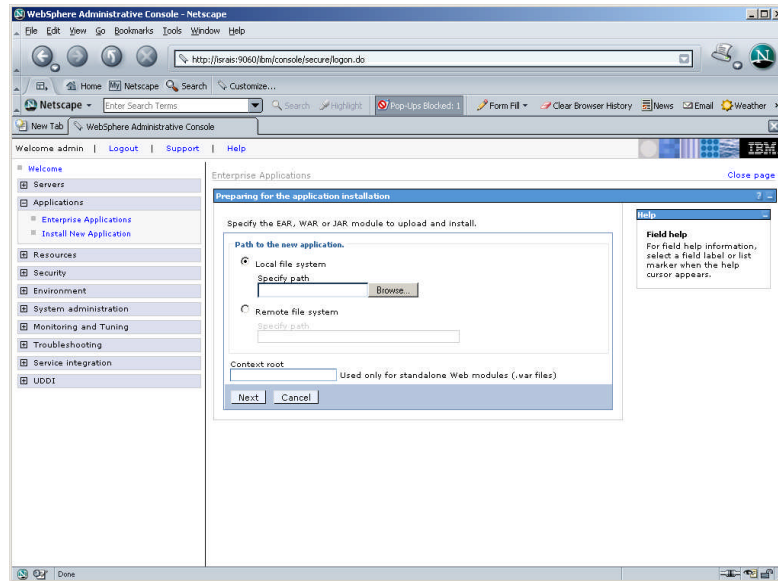 WebSphere Administrative Console - Netscape
File Edit View Go Bookmarks Tools Window Help
http://israis:9060/ibm/console/secure/logon.do
Home My Netscape Search Customize...
Netscape Enter Search Terms Search Highlight Pop-Ups Blocked: 1 Form Fill Clear Browser History News Email Weather
New Tab WebSphere Administrative Console
Welcome admin | Logout | Support | Help IBM
Welcome
Servers
Applications
Enterprise Applications
Install New Application
Resources
Security
Environment
System administration
Monitoring and Tuning
Troubleshooting
Service integration
UDDI
Enterprise Applications Close page
Preparing for the application installation ? –
Specify the EAR, WAR or JAR module to upload and install.
Path to the new application.
Local file system
Specify path
Browse...
Remote file system
Specify path
Context root
Used only for standalone Web modules (.war files)
Next Cancel
Help
Field help
For field help information,
select a field label or list
marker when the help
cursor appears.
Done